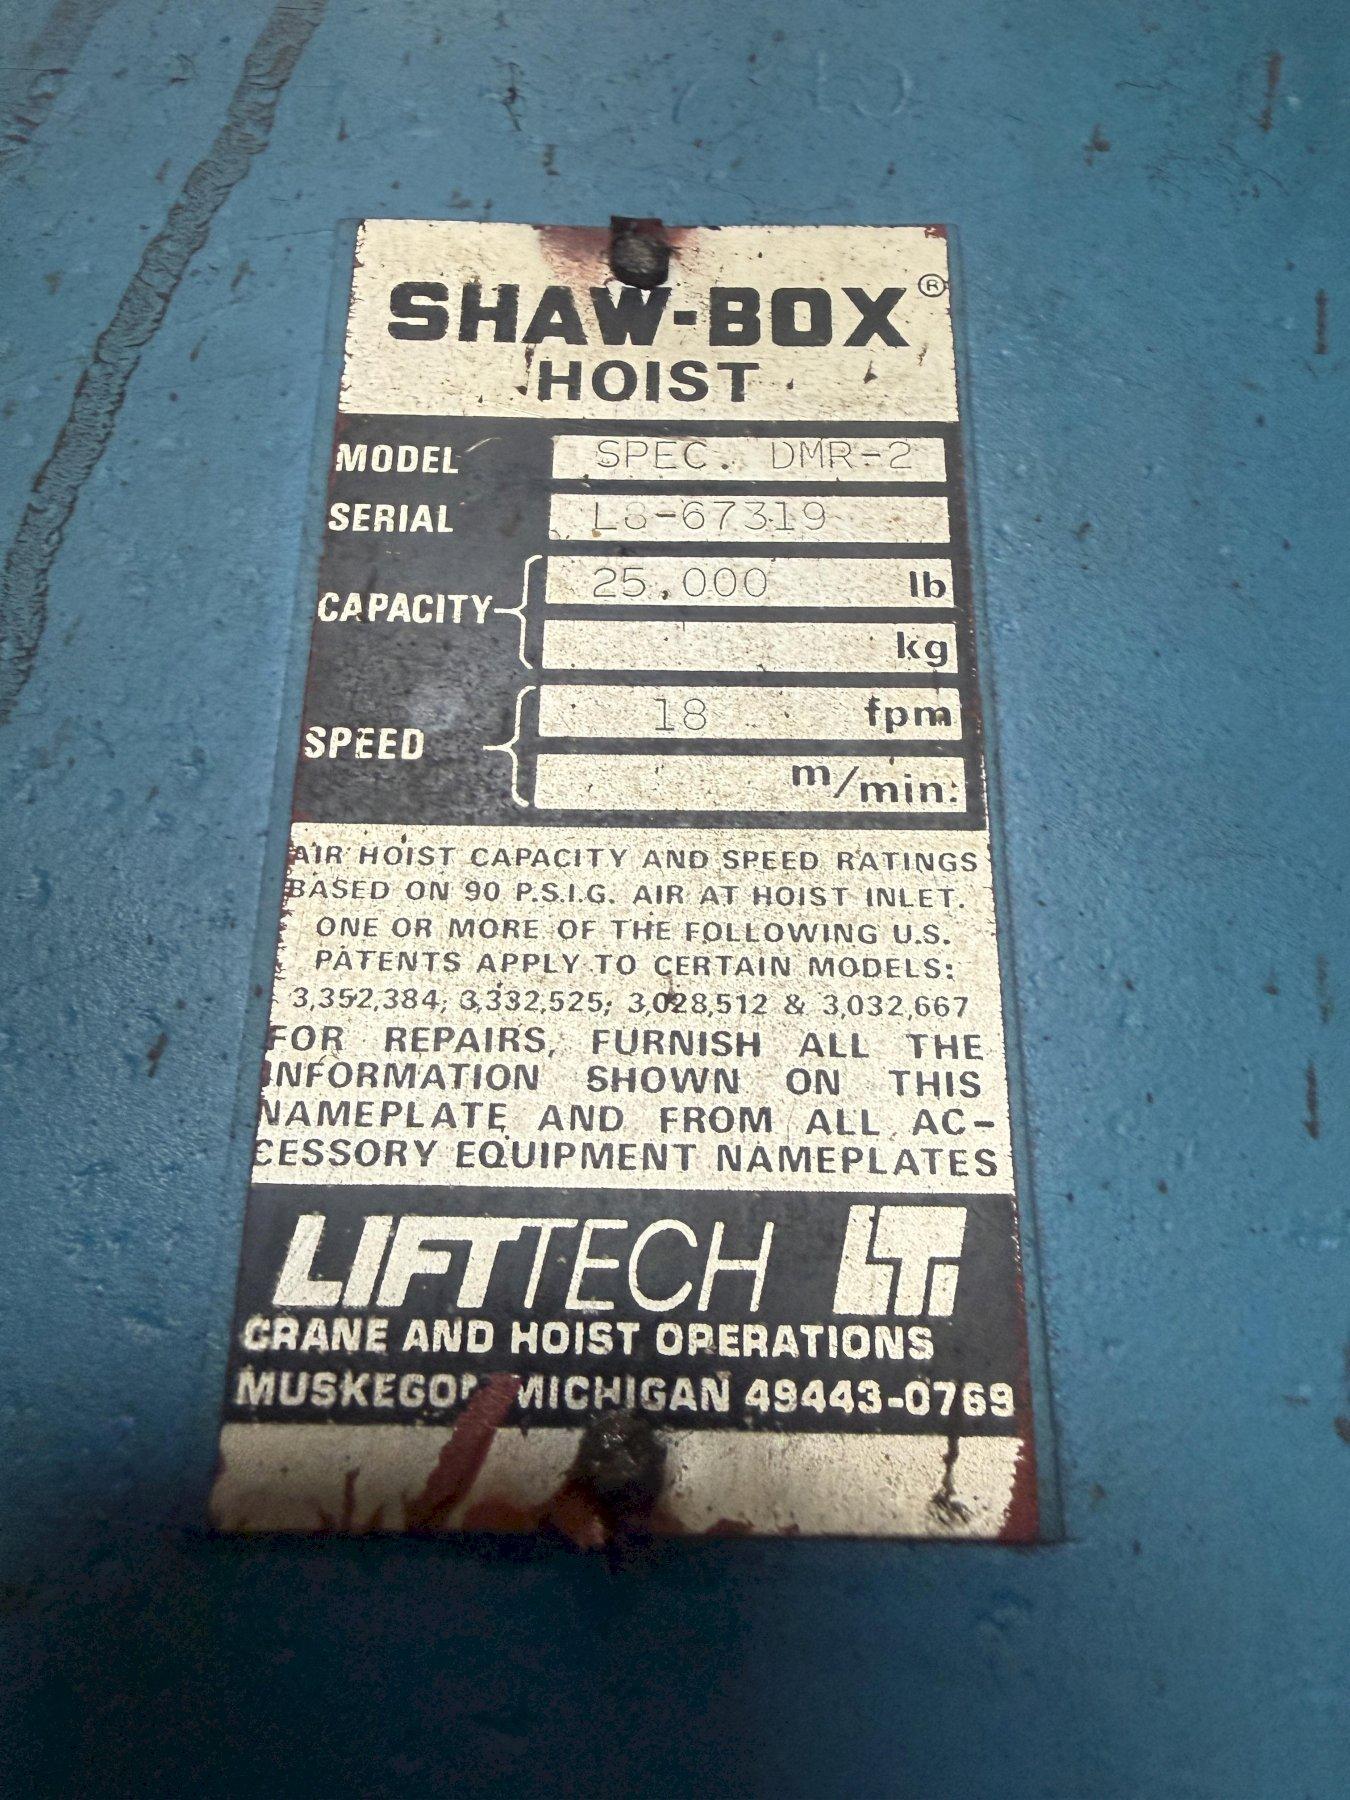 SHAW-BOX®
HOIST
MODEL SPEC. DMR-2
SERIAL L8-67319
CAPACITY 25,000 lb
kg
SPEED 18 fpm
m/min.
AIR HOIST CAPACITY AND SPEED RATINGS
BASED ON 90 P.S.I.G. AIR AT HOIST INLET.
ONE OR MORE OF THE FOLLOWING U.S.
PATENTS APPLY TO CERTAIN MODELS:
3,352,384; 3,332,525; 3,028,512 & 3,032,667
FOR REPAIRS, FURNISH ALL THE
INFORMATION SHOWN ON THIS
NAMEPLATE AND FROM ALL AC-
CESSORY EQUIPMENT NAMEPLATES
LIFTTECH LT
CRANE AND HOIST OPERATIONS
MUSKEGON, MICHIGAN 49443-0769